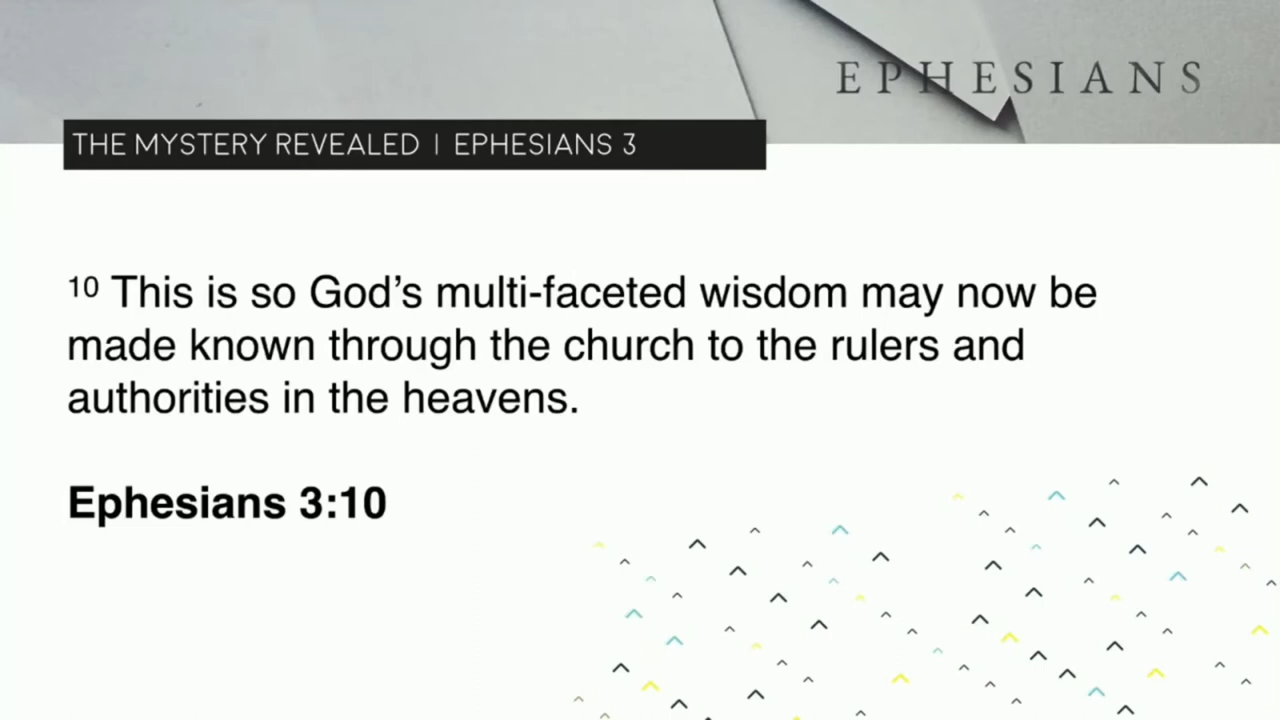 EPHESIANS
THE MYSTERY REVEALED | EPHESIANS 3
10 This is so God’s multi-faceted wisdom may now be
made known through the church to the rulers and
authorities in the heavens.
Ephesians 3:10